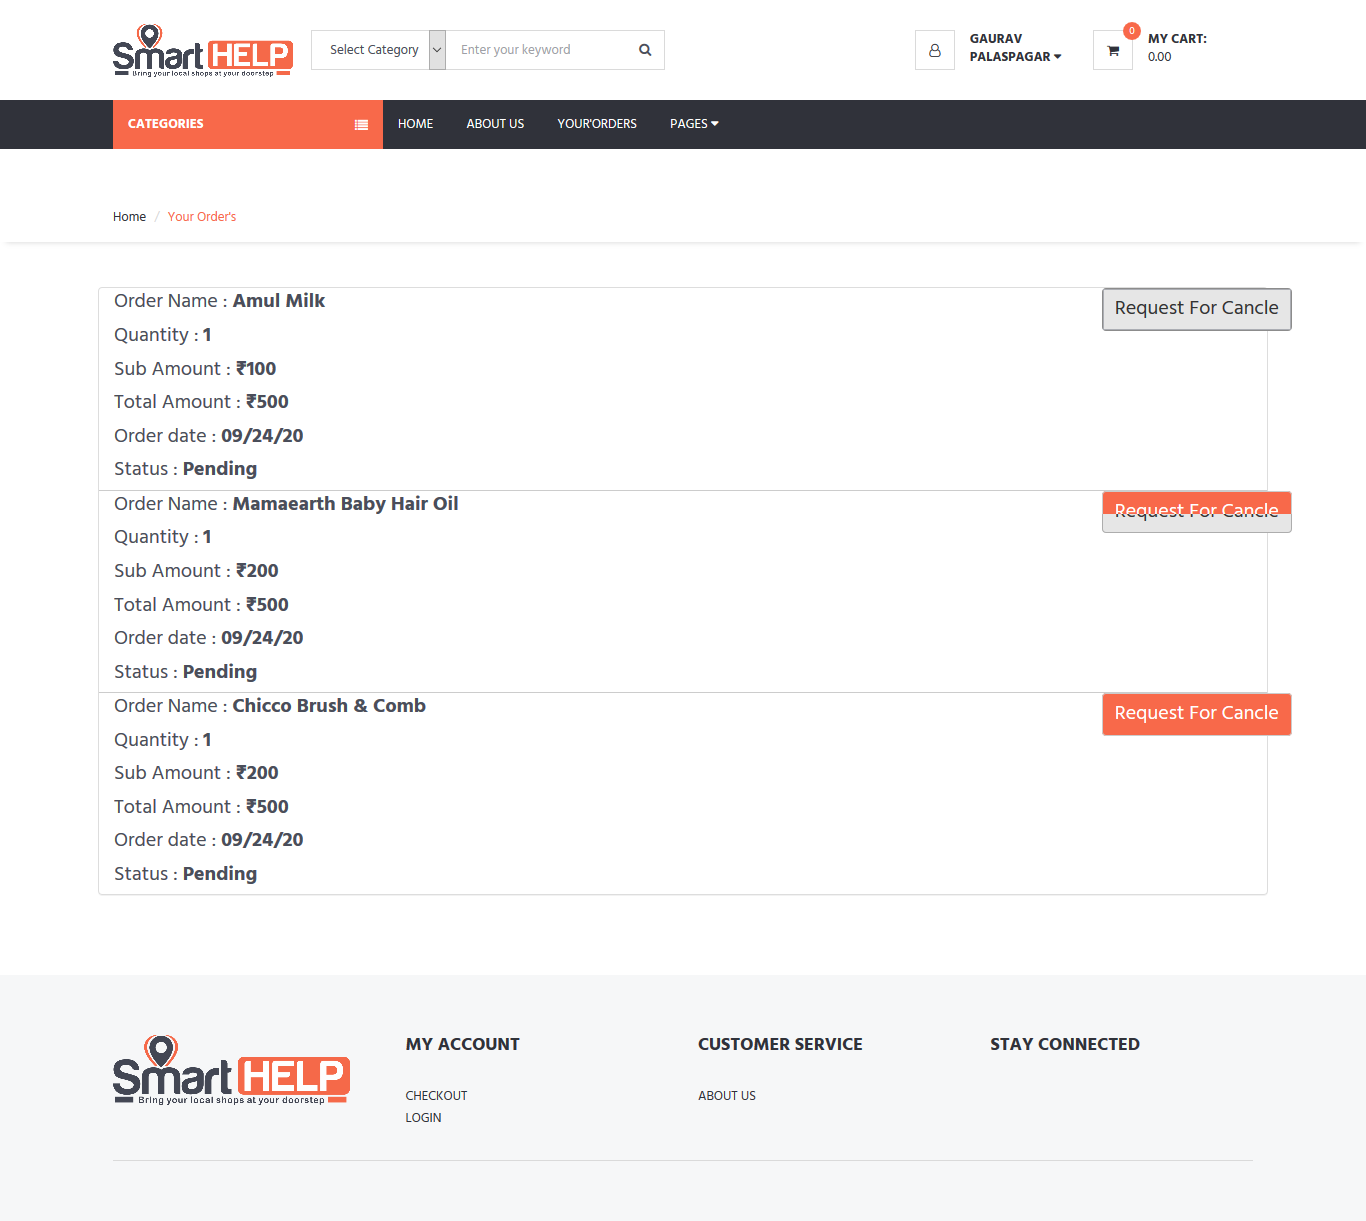 Smart HELP
Bring your local shops at your doorstep
Select Category
Enter your keyword
GAURAV
PALASPAGAR
0
MY CART:
0.00
CATEGORIES
HOME
ABOUT US
YOUR'ORDERS
PAGES
Home / Your Order's
Order Name : Amul Milk
Request For Cancle
Quantity : 1
Sub Amount : ₹100
Total Amount : ₹500
Order date : 09/24/20
Status : Pending
Order Name : Mamaearth Baby Hair Oil
Request For Cancle
Quantity : 1
Sub Amount : ₹200
Total Amount : ₹500
Order date : 09/24/20
Status : Pending
Order Name : Chicco Brush & Comb
Request For Cancle
Quantity : 1
Sub Amount : ₹200
Total Amount : ₹500
Order date : 09/24/20
Status : Pending
Smart HELP
Bring your local shops at your doorstep
MY ACCOUNT
CHECKOUT
LOGIN
CUSTOMER SERVICE
ABOUT US
STAY CONNECTED